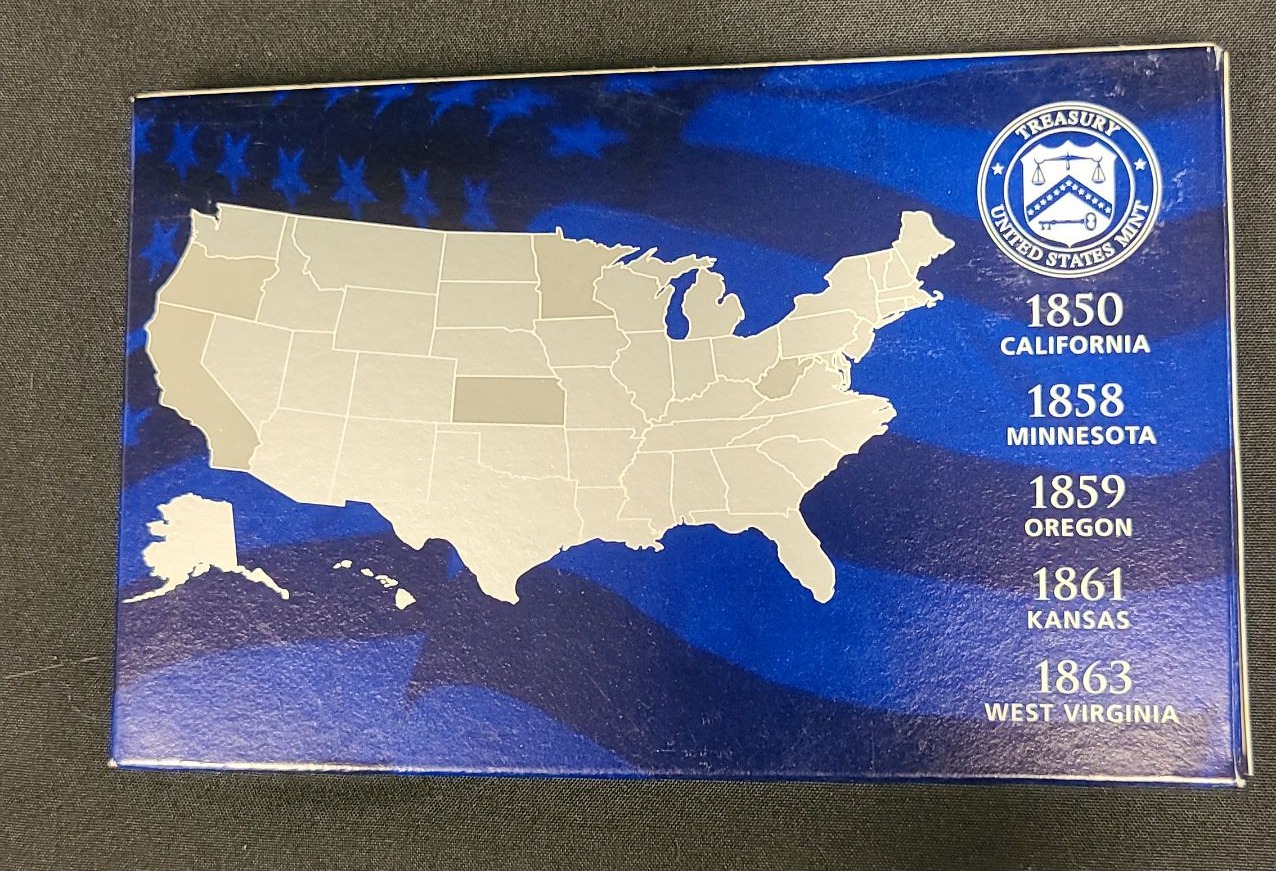 TREASURY
UNITED STATES MINT
1850
CALIFORNIA
1858
MINNESOTA
1859
OREGON
1861
KANSAS
1863
WEST VIRGINIA